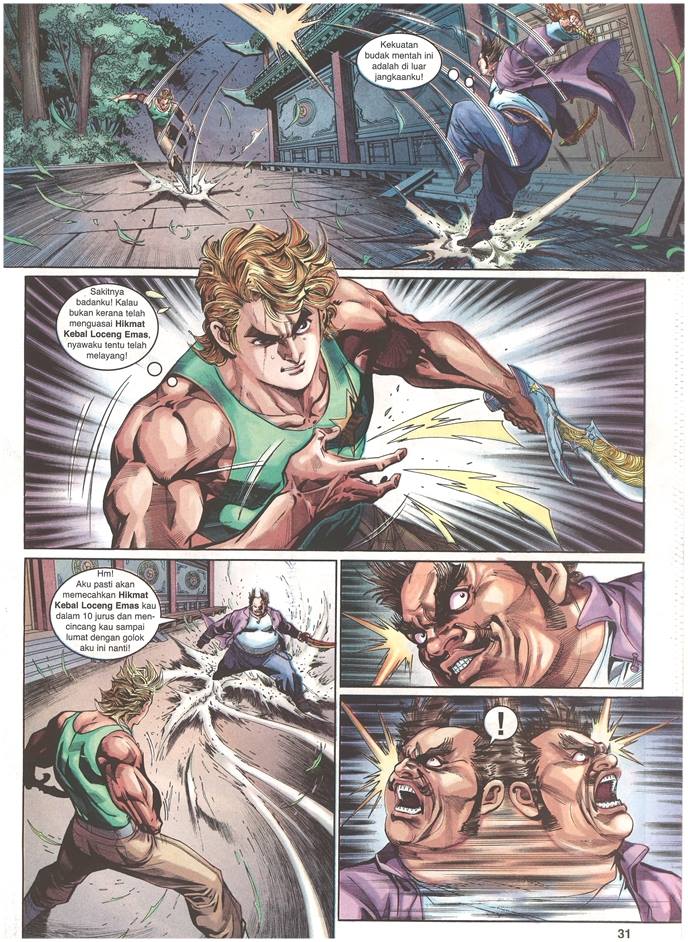 Kekuatan
budak mentah ini
adalah di luar
jangkaanku!
Sakitnya
badanku! Kalau
bukan kerana telah
menguasai Hikmat
Kebal Loceng Emas,
nyawaku tentu telah
melayang!
Hm!
Aku pasti akan
memecahkan Hikmat
Kebal Loceng Emas kau
dalam 10 jurus dan men-
cincang kau sampai
lumat dengan golok
aku ini nanti!
!
31